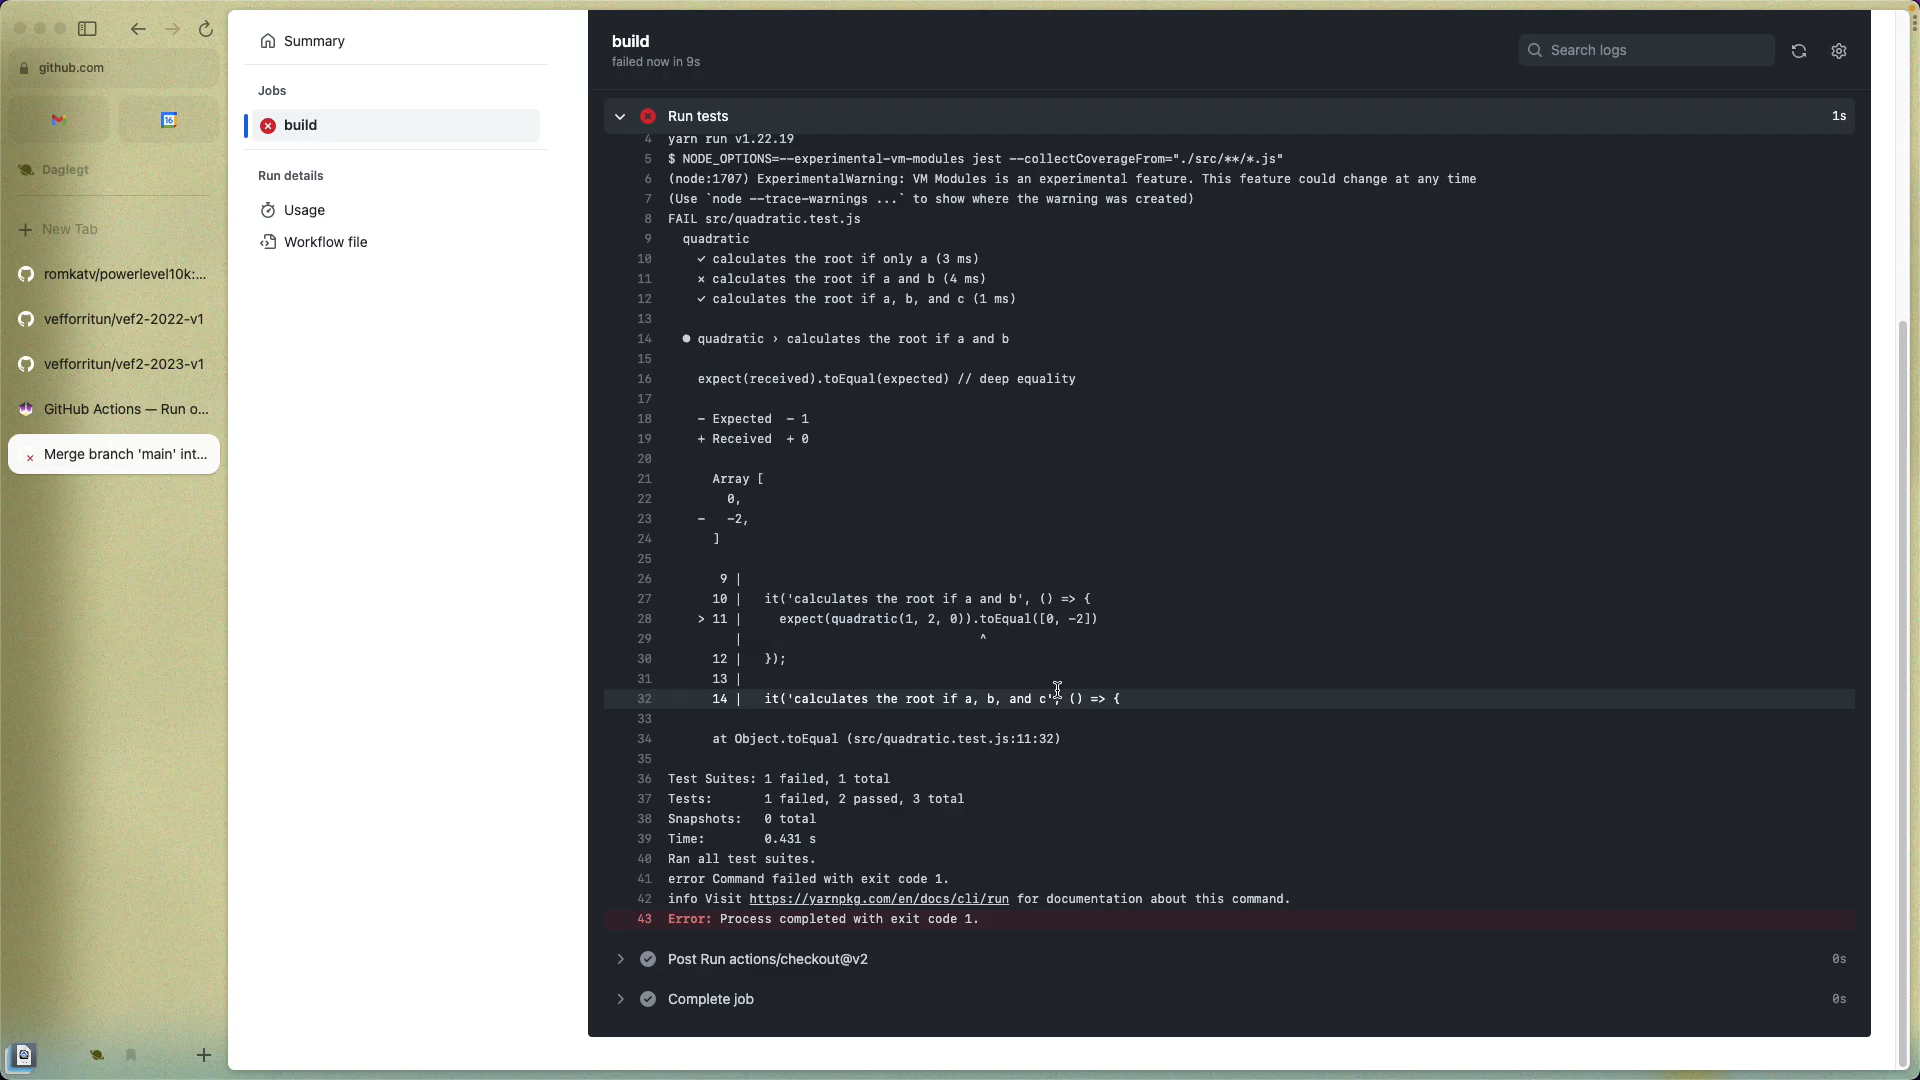 github.com
16
Daglegt
New Tab
romkatv/powerlevel10k:...
vefforritun/vef2-2022-v1
vefforritun/vef2-2023-v1
GitHub Actions — Run o...
Merge branch 'main' int...
Summary
Jobs
build
Run details
Usage
Workflow file
build
failed now in 9s
Search logs
Run tests
1s
4 yarn run v1.22.19
5 $ NODE_OPTIONS=--experimental-vm-modules jest --collectCoverageFrom="./src/**/*.js"
6 (node:1707) ExperimentalWarning: VM Modules is an experimental feature. This feature could change at any time
7 (Use `node --trace-warnings ...` to show where the warning was created)
8 FAIL src/quadratic.test.js
9 quadratic
10 ✓ calculates the root if only a (3 ms)
11 × calculates the root if a and b (4 ms)
12 ✓ calculates the root if a, b, and c (1 ms)
13
14 ● quadratic › calculates the root if a and b
15
16 expect(received).toEqual(expected) // deep equality
17
18 - Expected - 1
19 + Received + 0
20
21 Array [
22 0,
23 - -2,
24 ]
25
26 9 |
27 10 | it('calculates the root if a and b', () => {
28 > 11 | expect(quadratic(1, 2, 0)).toEqual([0, -2])
29 | ^
30 12 | });
31 13 |
32 14 | it('calculates the root if a, b, and c', () => {
33
34 at Object.toEqual (src/quadratic.test.js:11:32)
35
36 Test Suites: 1 failed, 1 total
37 Tests: 1 failed, 2 passed, 3 total
38 Snapshots: 0 total
39 Time: 0.431 s
40 Ran all test suites.
41 error Command failed with exit code 1.
42 info Visit https://yarnpkg.com/en/docs/cli/run for documentation about this command.
43 Error: Process completed with exit code 1.
Post Run actions/checkout@v2
0s
Complete job
0s